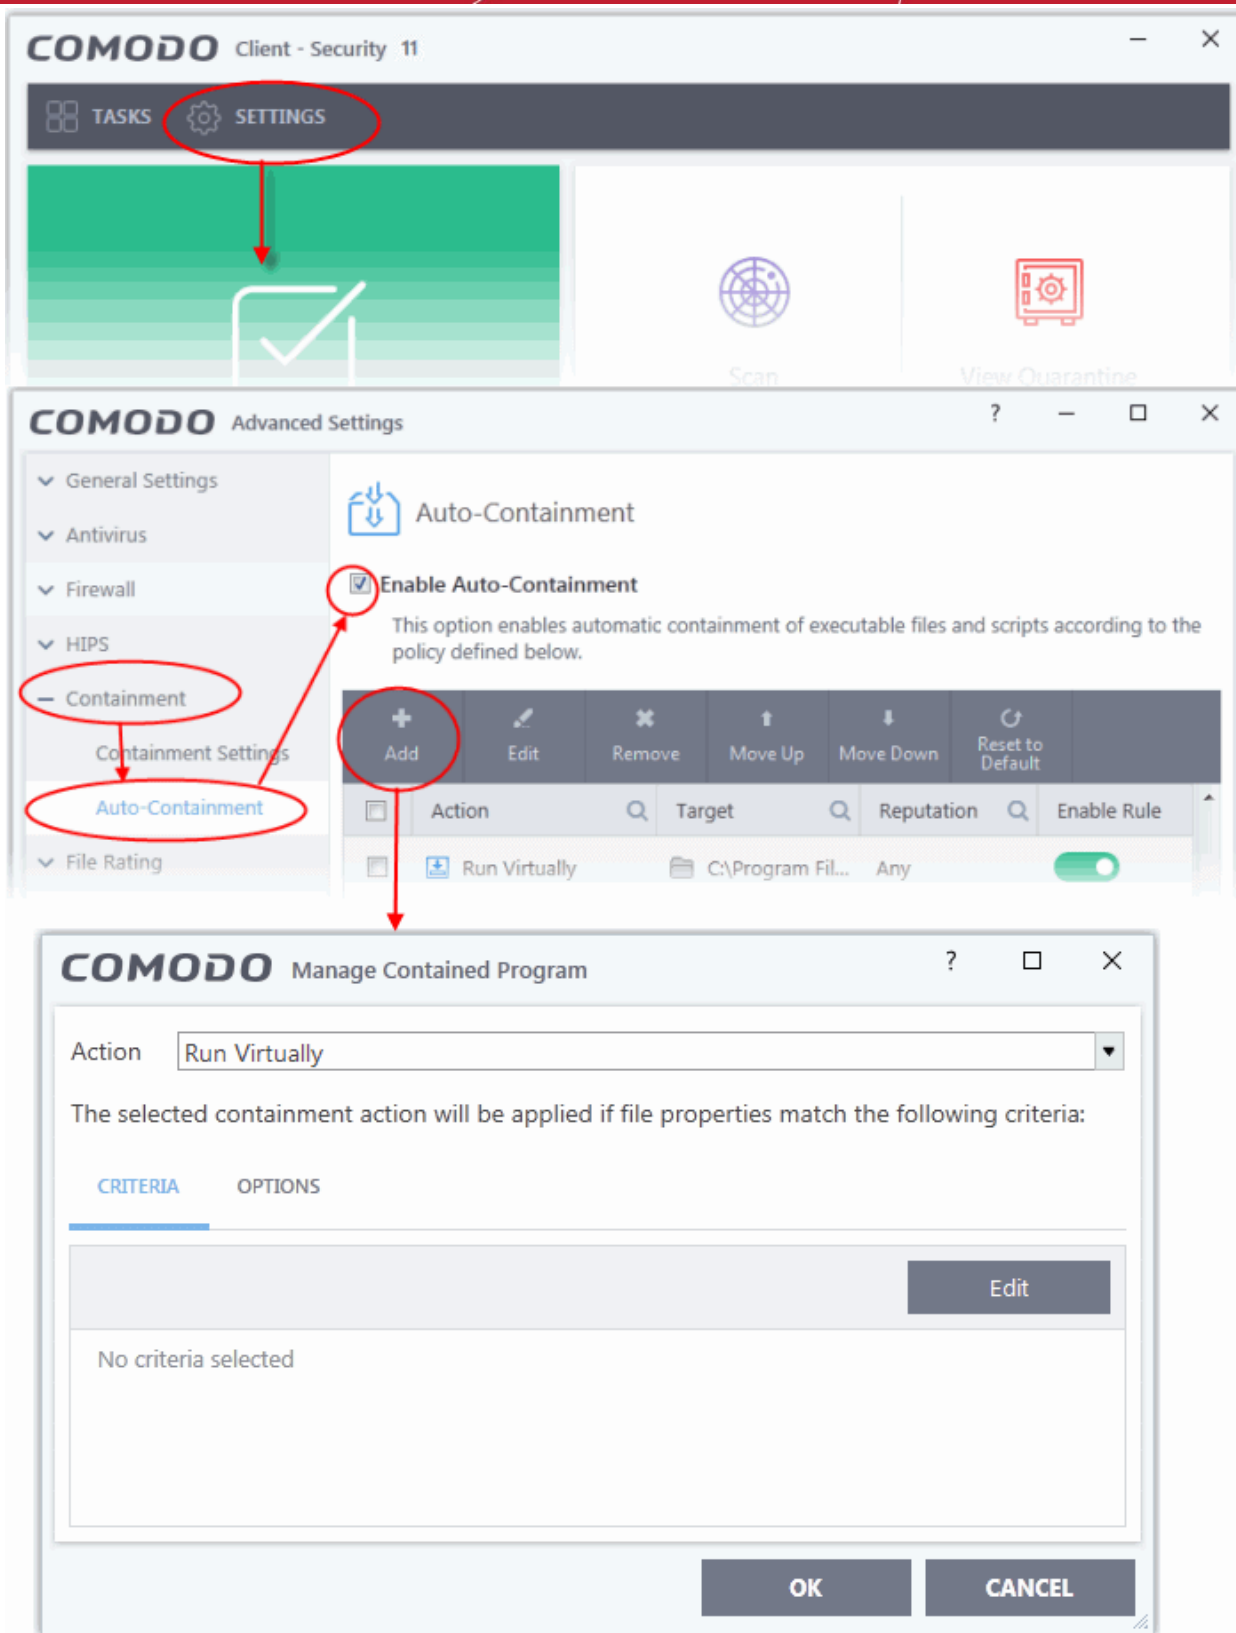 COMODO Client - Security 11
TASKS SETTINGS
Scan View Quarantine
COMODO Advanced Settings ?
General Settings
Antivirus
Firewall
HIPS
Containment
Containment Settings
Auto-Containment
File Rating
Auto-Containment
Enable Auto-Containment
This option enables automatic containment of executable files and scripts according to the
policy defined below.
Add Edit Remove Move Up Move Down Reset to
Default
Action Target Reputation Enable Rule
Run Virtually C:\Program Fil... Any
COMODO Manage Contained Program ?
Action Run Virtually
The selected containment action will be applied if file properties match the following criteria:
CRITERIA OPTIONS
Edit
No criteria selected
OK CANCEL